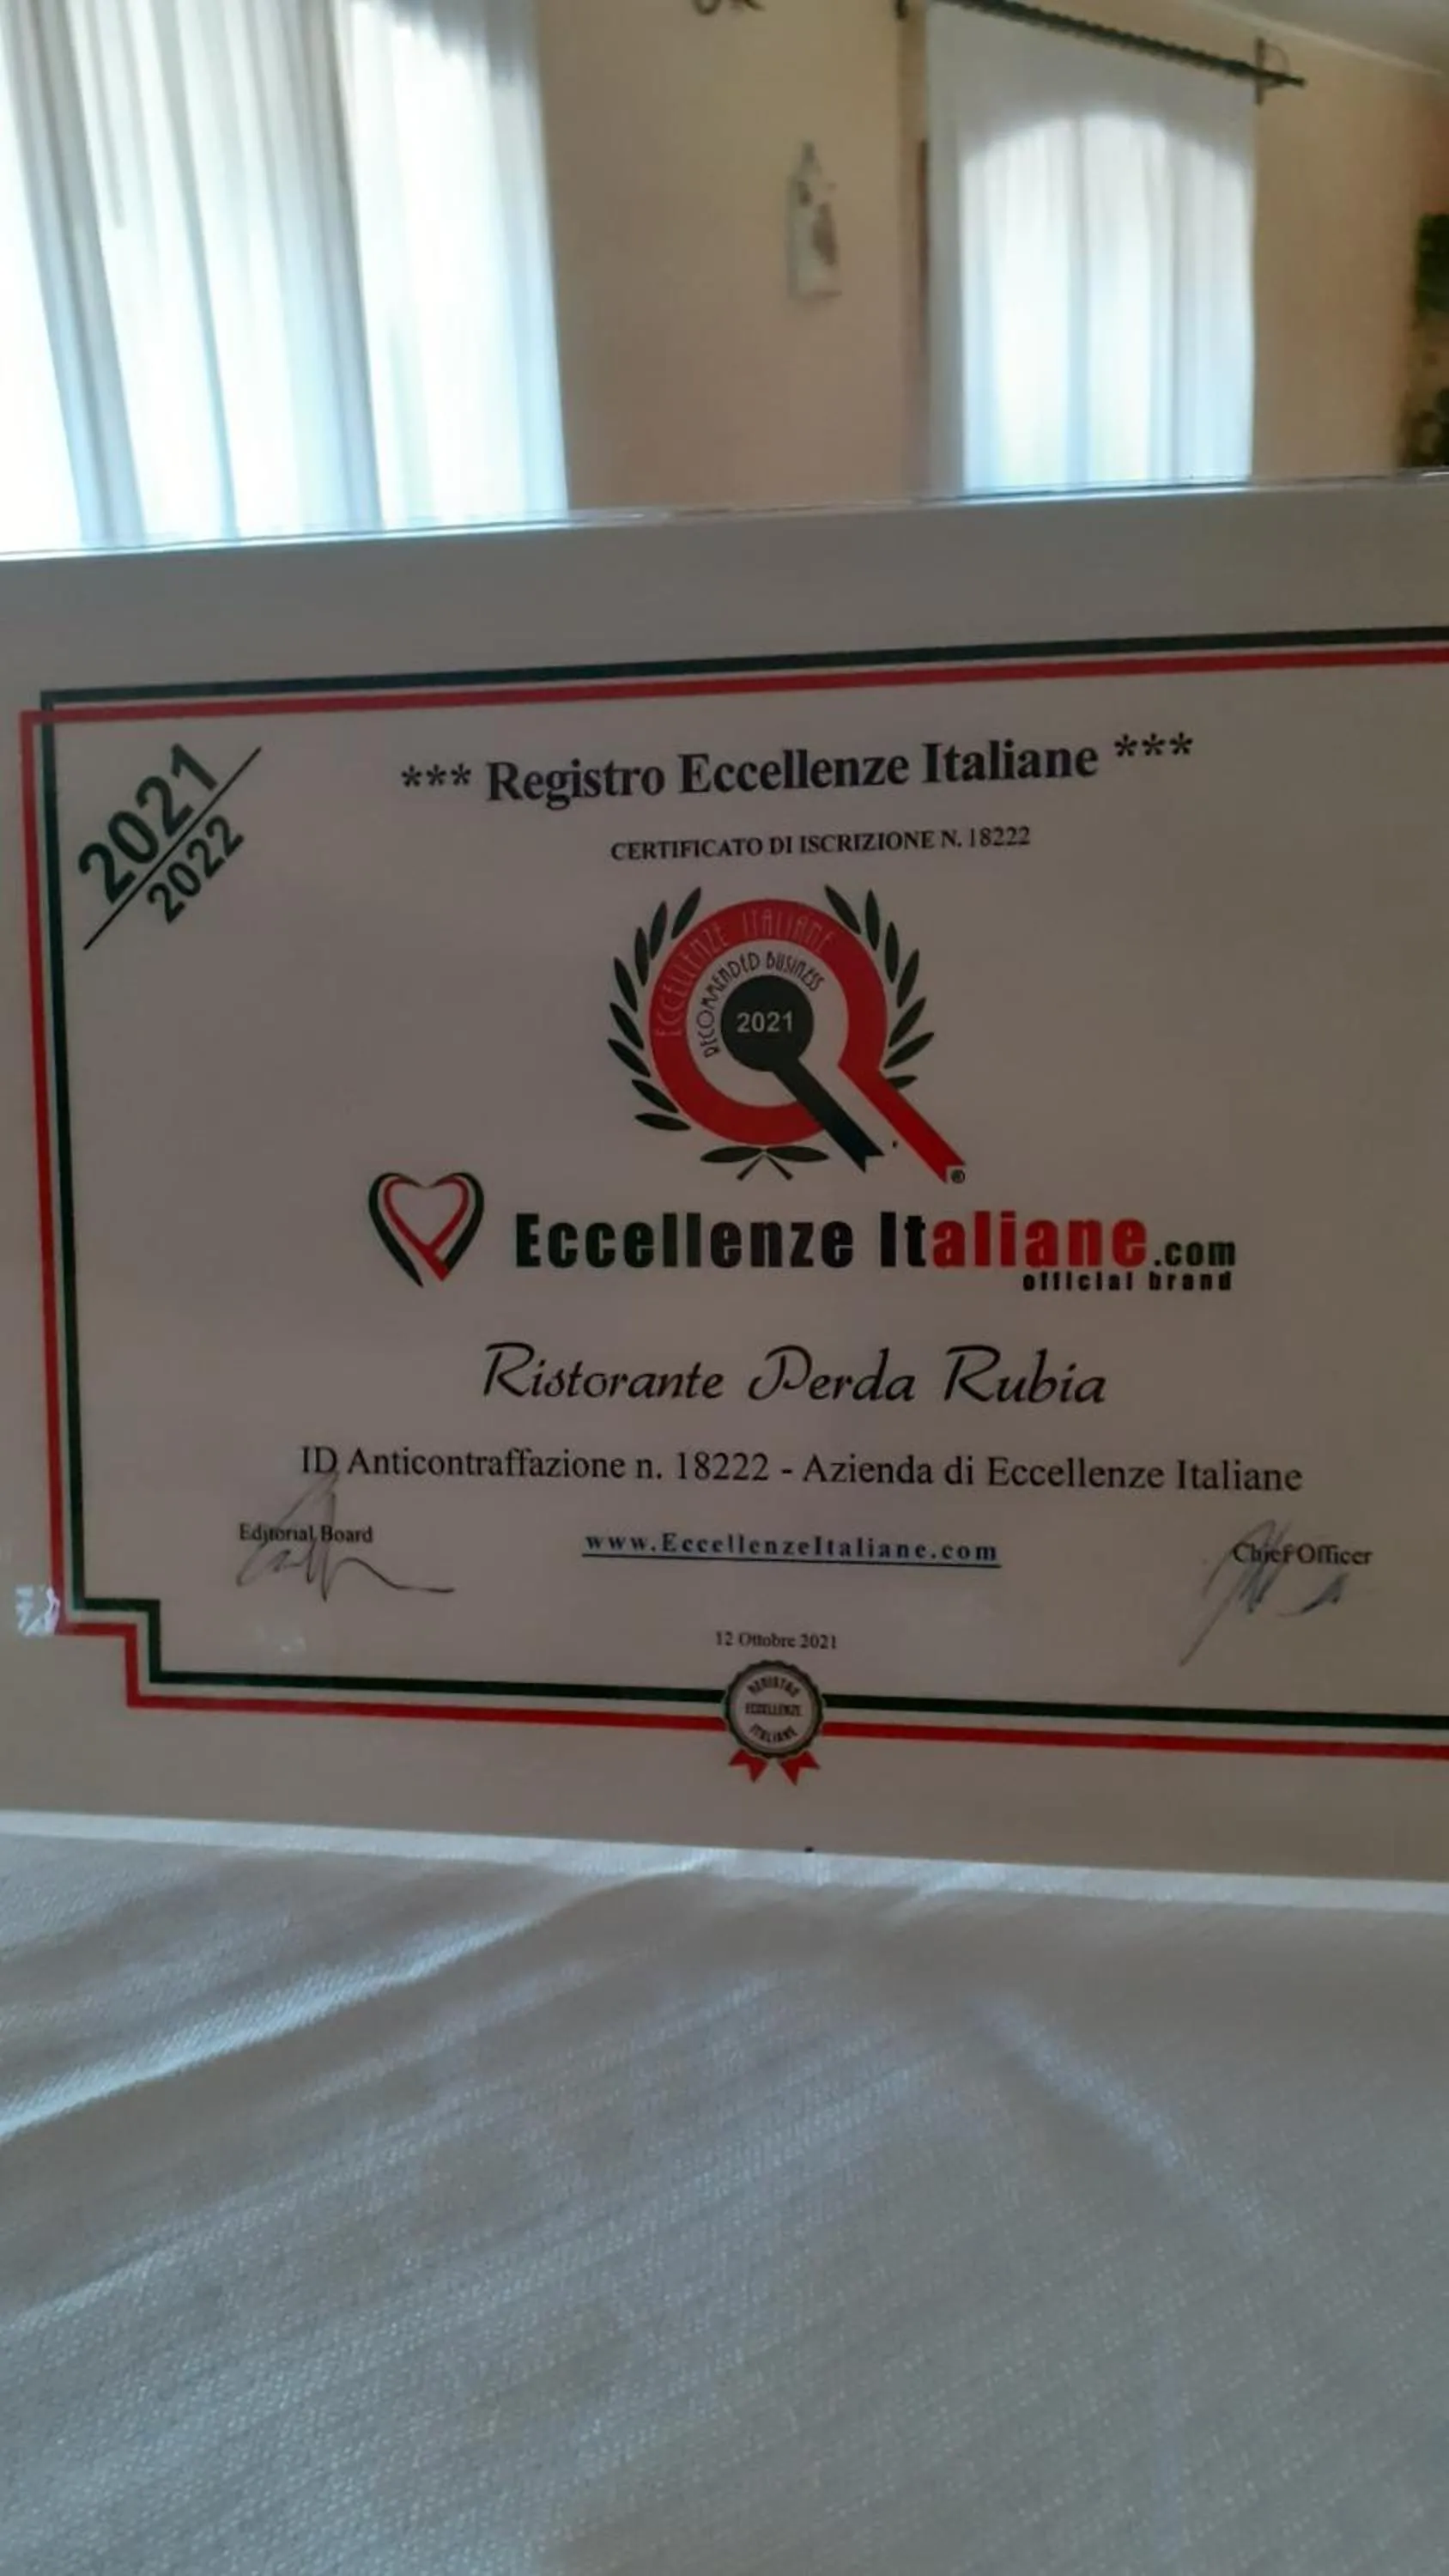 2021
2022
*** Registro Eccellenze Italiane ***
CERTIFICATO DI ISCRIZIONE N. 18222
ECCELLENZE ITALIANE
RECOMMENDED BUSINESS
2021
®
Eccellenze Italiane.com
official brand
Ristorante Perda Rubia
ID Anticontraffazione n. 18222 - Azienda di Eccellenze Italiane
Editorial Board
www.EccellenzeItaliane.com
Chief Officer
12 Ottobre 2021
REGISTRO
ECCELLENZE
ITALIANE